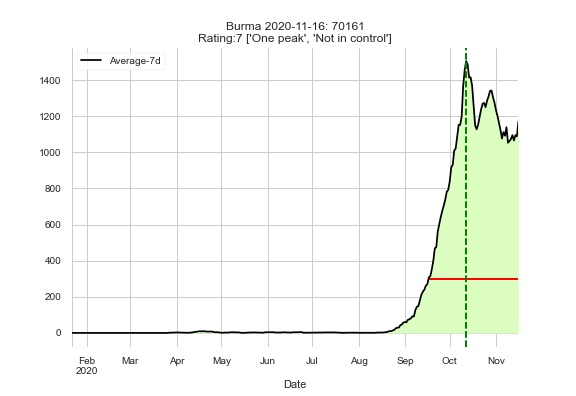 Burma 2020-11-16: 70161
Rating:7 ['One peak', 'Not in control']
Average-7d
1400
1200
1000
800
600
400
200
0
Feb Mar Apr May Jun Jul Aug Sep Oct Nov
2020
Date